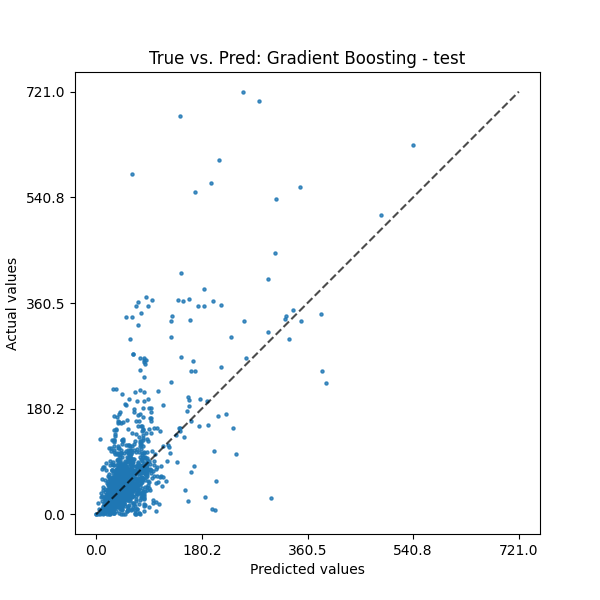 True vs. Pred: Gradient Boosting - test
721.0
540.8
360.5
180.2
0.0
Actual values
0.0 180.2 360.5 540.8 721.0
Predicted values